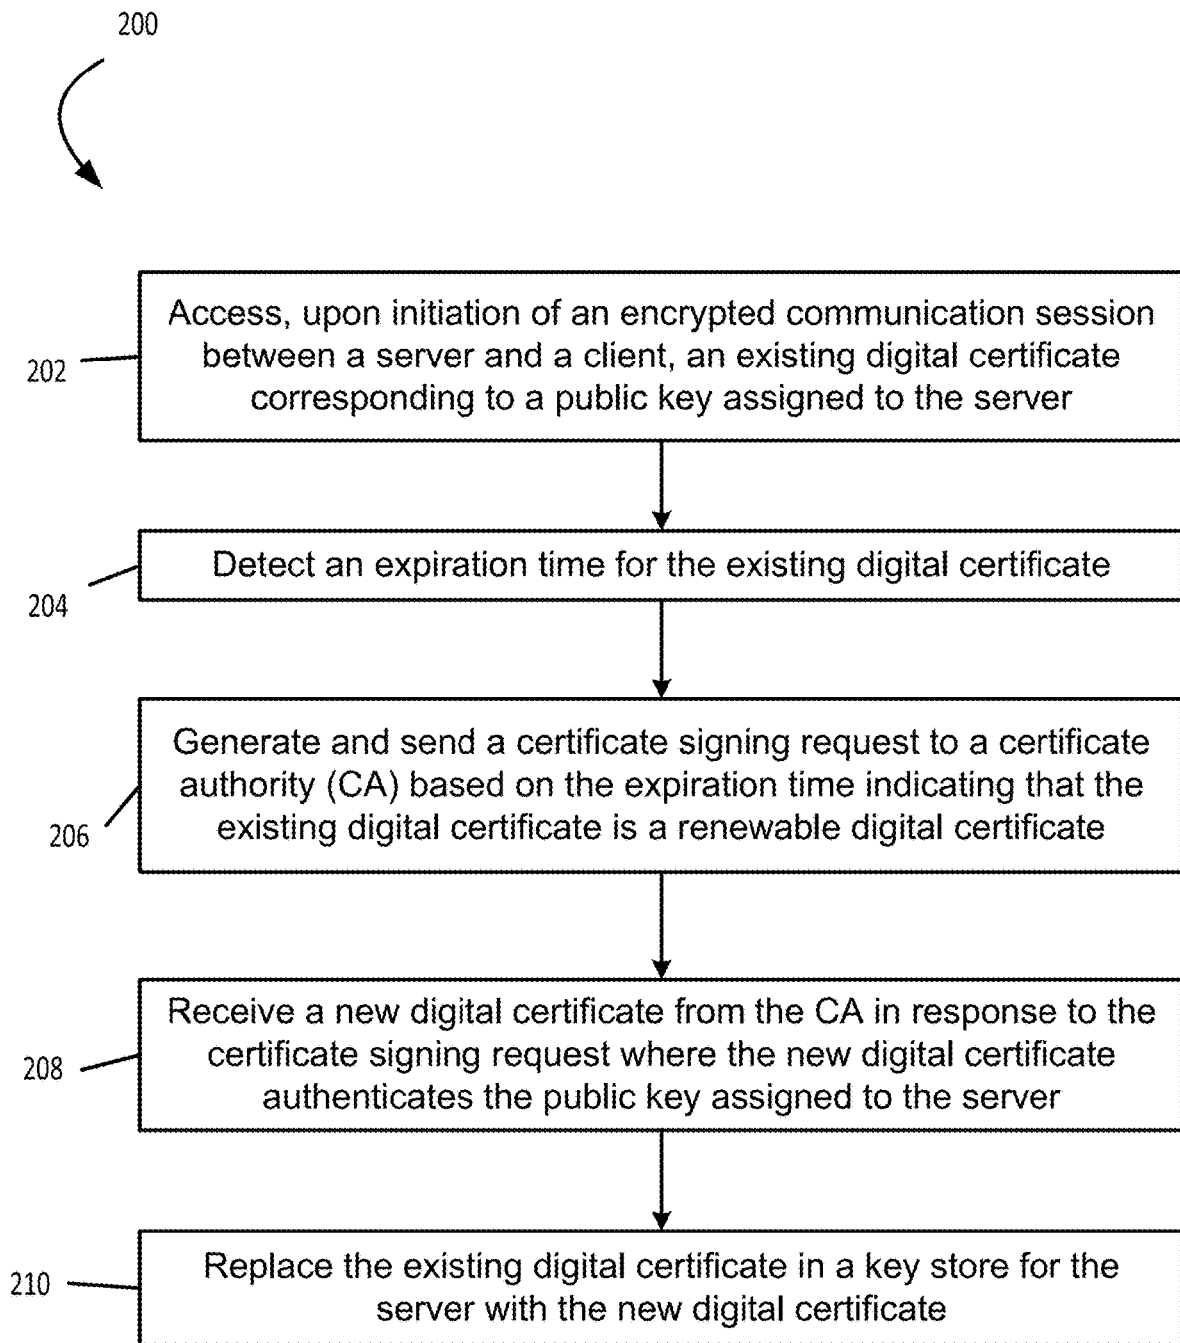 200
202
Access, upon initiation of an encrypted communication session
between a server and a client, an existing digital certificate
corresponding to a public key assigned to the server
204
Detect an expiration time for the existing digital certificate
206
Generate and send a certificate signing request to a certificate
authority (CA) based on the expiration time indicating that the
existing digital certificate is a renewable digital certificate
208
Receive a new digital certificate from the CA in response to the
certificate signing request where the new digital certificate
authenticates the public key assigned to the server
210
Replace the existing digital certificate in a key store for the
server with the new digital certificate